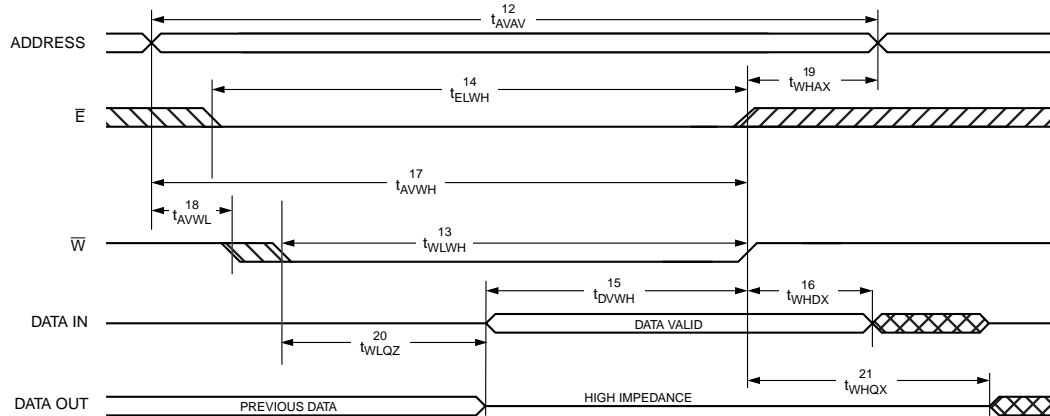 12
tAVAV
ADDRESS
14
tELWH
19
tWHAX
E
17
tAVWH
18
tAVWL
13
tWLWH
W
15
tDVWH
16
tWHDX
DATA IN
DATA VALID
20
tWLQZ
21
tWHQX
DATA OUT
PREVIOUS DATA
HIGH IMPEDANCE